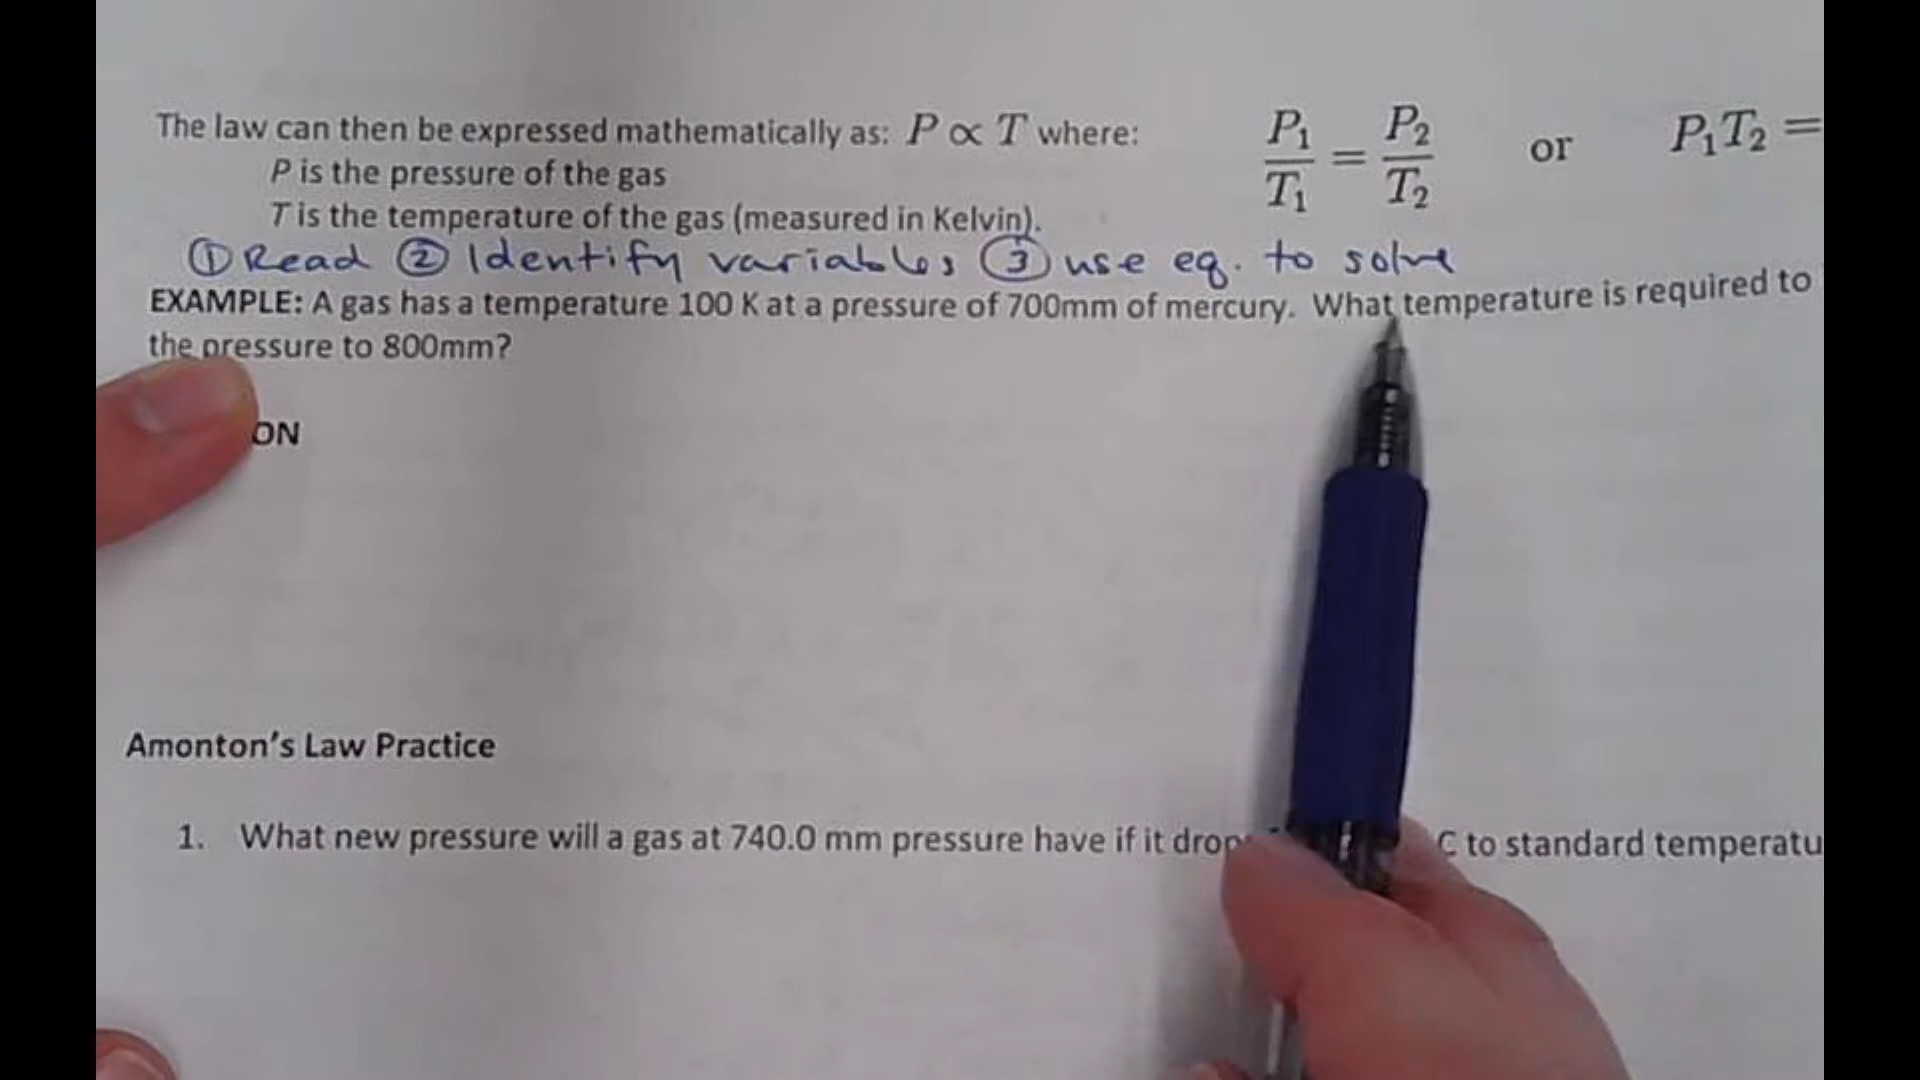 The law can then be expressed mathematically as: P ∝ T where: P₁/T₁ = P₂/T₂ or P₁T₂ =
P is the pressure of the gas
T is the temperature of the gas (measured in Kelvin).
① Read ② Identify variables ③ use eq. to solve
EXAMPLE: A gas has a temperature 100 K at a pressure of 700mm of mercury. What temperature is required to
the pressure to 800mm?
ON
Amonton's Law Practice
1. What new pressure will a gas at 740.0 mm pressure have if it drop C to standard temperatu